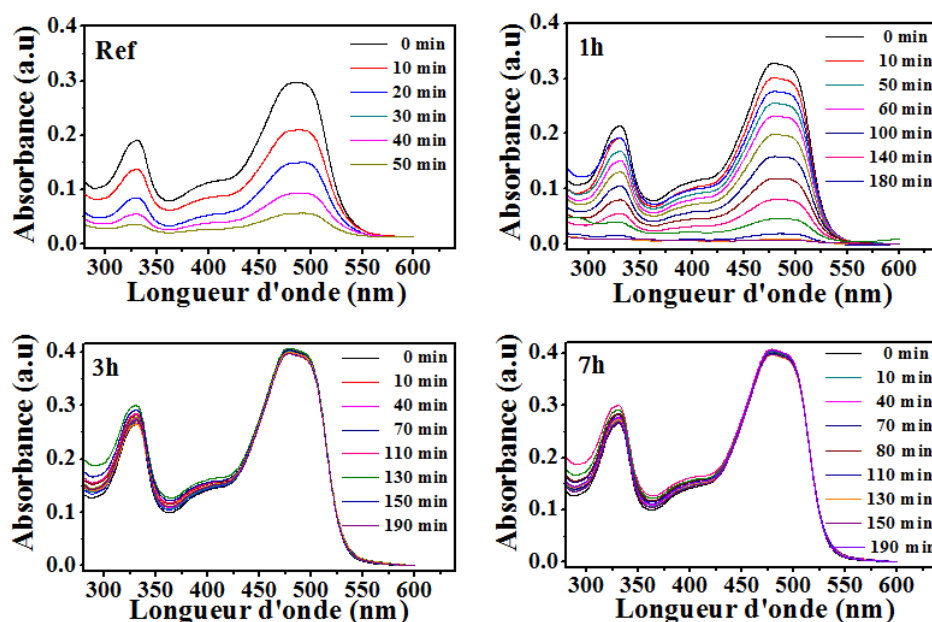 Ref
0 min
10 min
20 min
30 min
40 min
50 min
0.4
0.3
0.2
0.1
0.0
Absorbance (a.u)
300 350 400 450 500 550 600
Longueur d'onde (nm)
1h
0 min
10 min
50 min
60 min
100 min
140 min
180 min
0.4
0.3
0.2
0.1
0.0
Absorbance (a.u)
300 350 400 450 500 550 600
Longueur d'onde (nm)
3h
0 min
10 min
40 min
70 min
110 min
130 min
150 min
190 min
0.4
0.3
0.2
0.1
0.0
Absorbance (a.u)
300 350 400 450 500 550 600
Longueur d'onde (nm)
7h
0 min
10 min
40 min
70 min
80 min
110 min
130 min
150 min
190 min
0.4
0.3
0.2
0.1
0.0
Absorbance (a.u)
300 350 400 450 500 550 600
Longueur d'onde (nm)